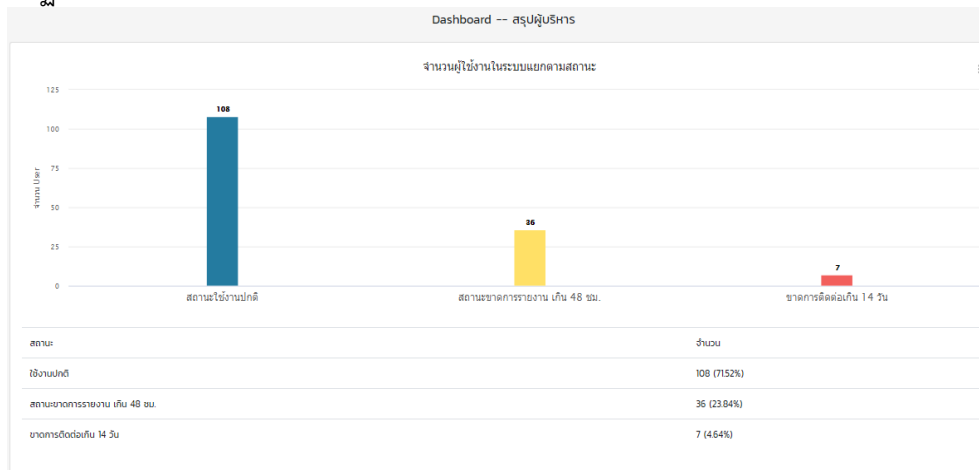 Dashboard -- สรุปผู้บริหาร
จำนวนผู้ใช้งานในระบบแยกตามสถานะ
125
100
75
50
25
0
จำนวน User
108
36
7
สถานะใช้งานปกติ
สถานะขาดการรายงาน เกิน 48 ชม.
ขาดการติดต่อเกิน 14 วัน
สถานะ จำนวน
ใช้งานปกติ 108 (71.52%)
สถานะขาดการรายงาน เกิน 48 ชม. 36 (23.84%)
ขาดการติดต่อเกิน 14 วัน 7 (4.64%)